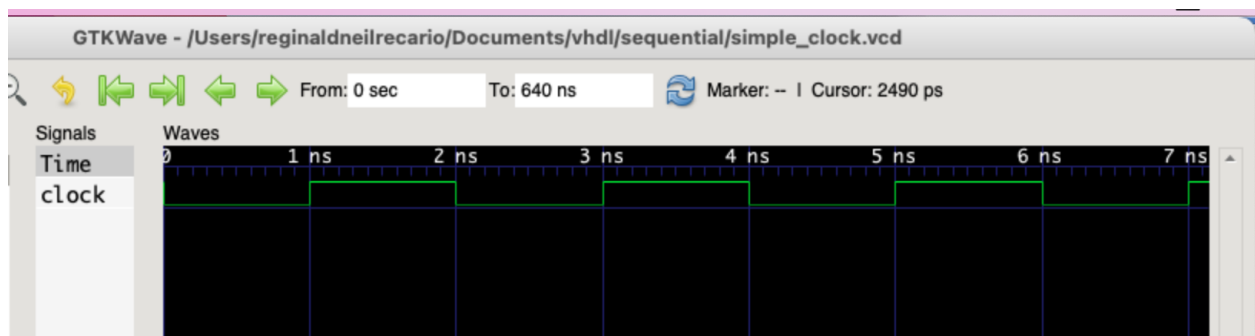 GTKWave - /Users/reginaldneilrecario/Documents/vhdl/sequential/simple_clock.vcd
From: 0 sec To: 640 ns Marker: -- | Cursor: 2490 ps
Signals Waves
Time 0 1 ns 2 ns 3 ns 4 ns 5 ns 6 ns 7 ns
clock